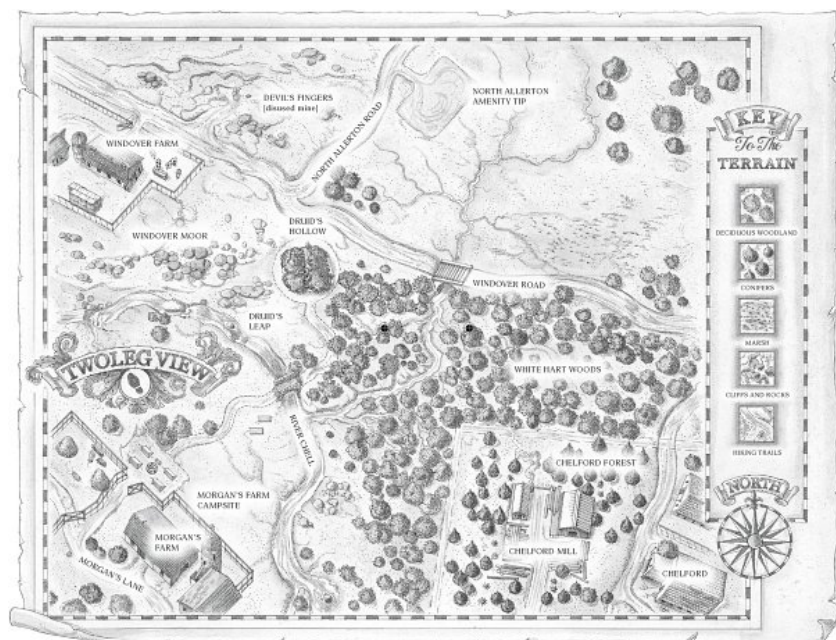 DEVIL'S FINGERS
[disused mine]
NORTH ALLERTON ROAD
NORTH ALLERTON
AMENITY TIP
WINDOVER FARM
WINDOVER MOOR
DRUID'S
HOLLOW
WINDOVER ROAD
DRUID'S
LEAP
TWOLEG VIEW
WHITE HART WOODS
RIVER CHELL
CHELFORD FOREST
MORGAN'S FARM
CAMPSITE
MORGAN'S
FARM
CHELFORD MILL
MORGAN'S LANE
CHELFORD
KEY
To The
TERRAIN
DECIDUOUS WOODLAND
CONIFERS
MARSH
CLIFFS AND ROCKS
HIKING TRAILS
NORTH